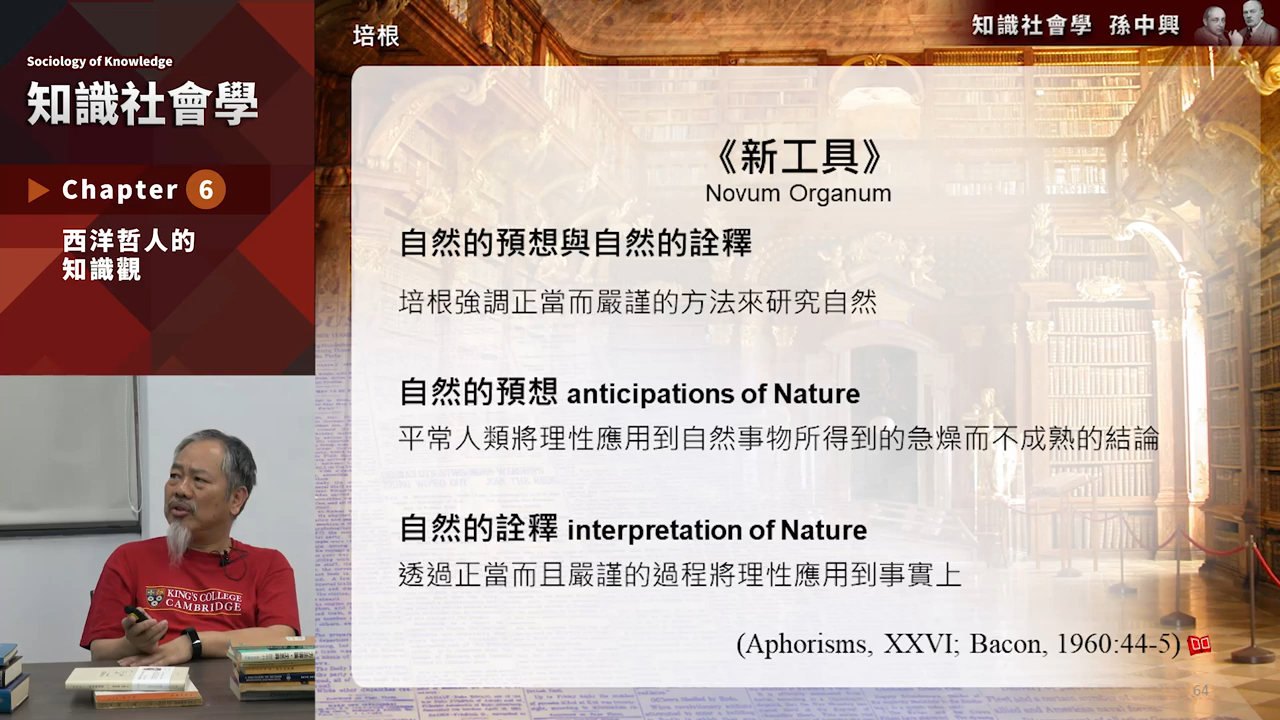 Sociology of Knowledge
知識社會學
Chapter 6
西洋哲人的
知識觀
培根
知識社會學 孫中興
《新工具》
Novum Organum
自然的預想與自然的詮釋
培根強調正當而嚴謹的方法來研究自然
自然的預想 anticipations of Nature
平常人類將理性應用到自然事物所得到的急燥而不成熟的結論
自然的詮釋 interpretation of Nature
透過正當而且嚴謹的過程將理性應用到事實上
(Aphorisms, XXVI; Bacon, 1960:44-5)
64
KING'S COLLEGE
CAMBRIDGE